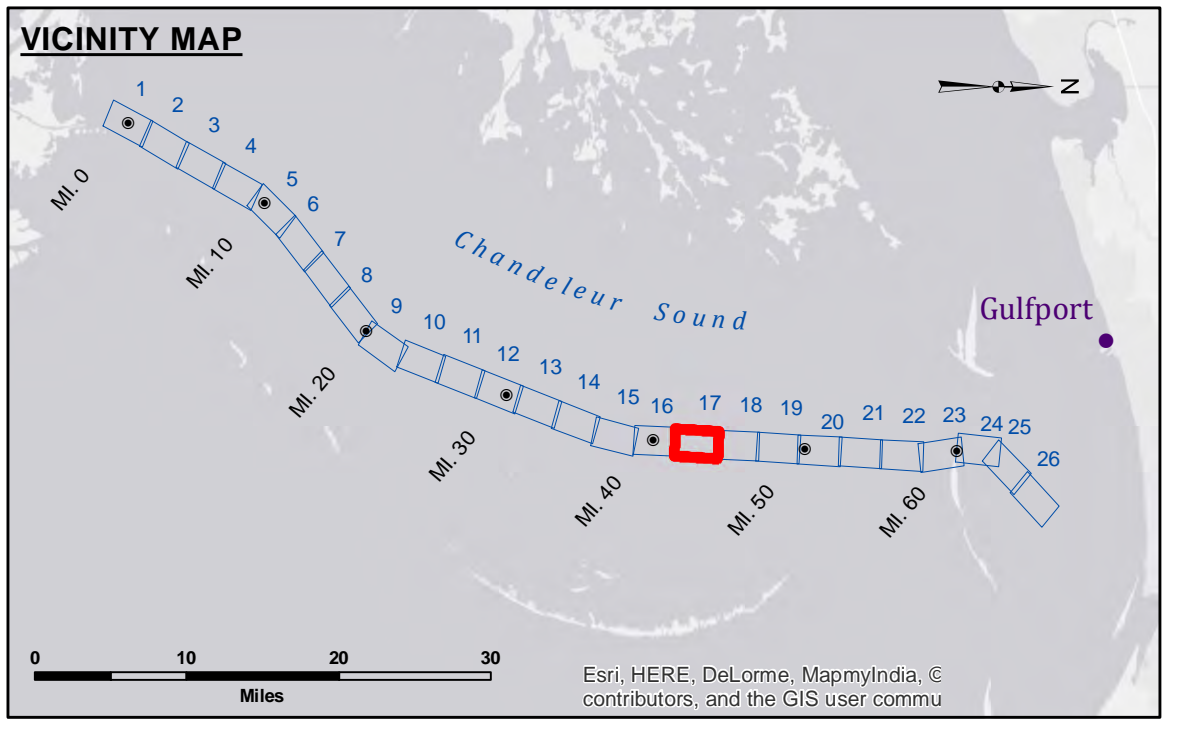 VICINITY MAP
N
1
2
3
4
5
6
7
8
9
10
11
12
13
14
15
16
17
18
19
20
21
22
23
24
25
26
MI. 0
MI. 10
MI. 20
MI. 30
MI. 40
MI. 50
MI. 60
Chandeleur Sound
Gulfport
0 10 20 30
Miles
Esri, HERE, DeLorme, MapmyIndia, ©
contributors, and the GIS user commu